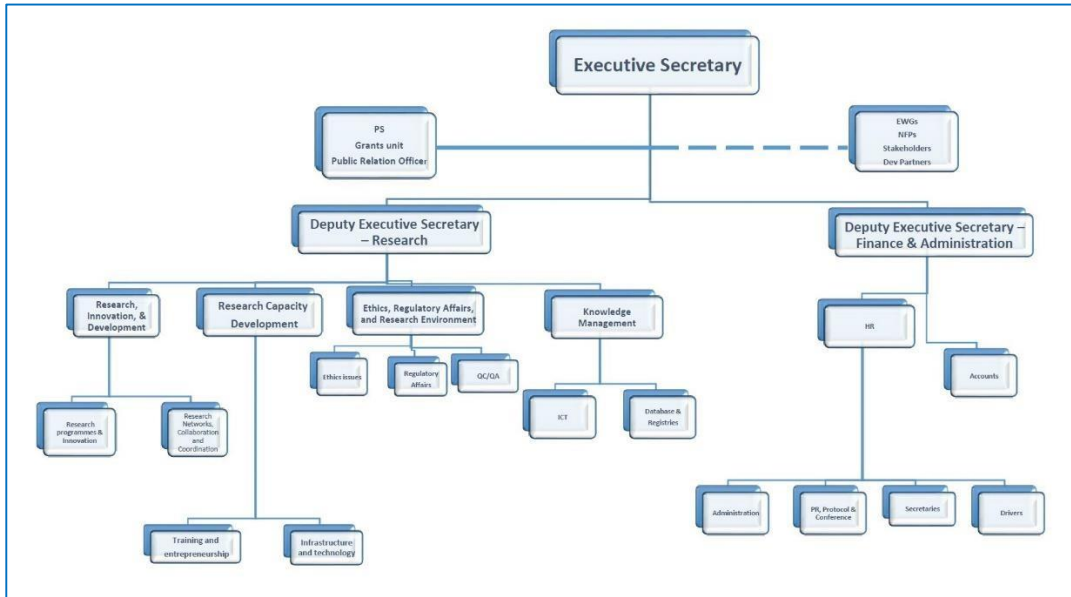 Executive Secretary
PS
Grants unit
Public Relation Officer
EWGs
NFPs
Stakeholders
Dev Partners
Deputy Executive Secretary
– Research
Deputy Executive Secretary –
Finance & Administration
Research,
Innovation, &
Development
Research Capacity
Development
Ethics, Regulatory Affairs,
and Research Environment
Knowledge
Management
HR
Accounts
Ethics issues
Regulatory
Affairs
QC/QA
Research
programmes &
Innovation
Research
Networks,
Collaboration
and
Coordination
ICT
Database &
Registries
Administration
PR, Protocol &
Conference
Secretaries
Drivers
Training and
entrepreneurship
Infrastructure
and technology